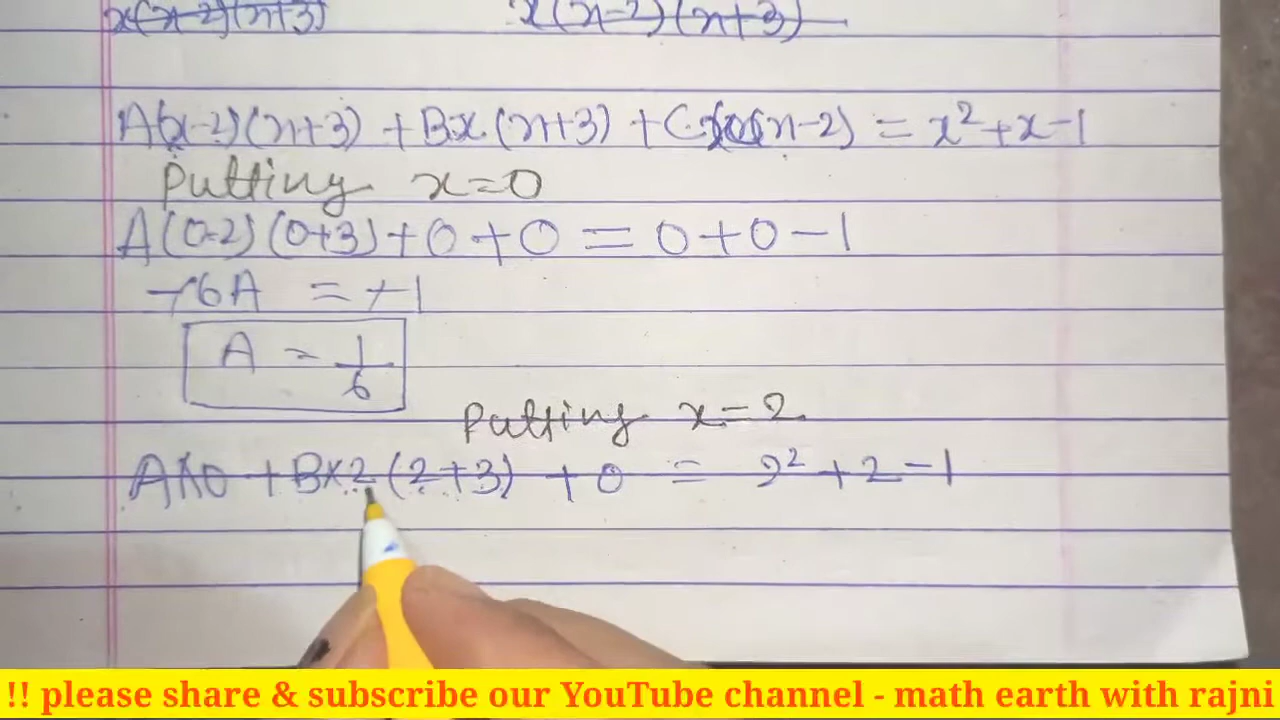 x(x-2)(x+3) x(x-2)(x+3)
A(x-2)(x+3) + Bx(x+3) + Cx(x-2) = x²+x-1
Putting x=0
A(0-2)(0+3)+0+0 = 0+0-1
-6A = -1
A = 1/6
Putting x=2
A×0 + B×2(2+3) + 0 = 2²+2-1
!! please share & subscribe our YouTube channel - math earth with rajni